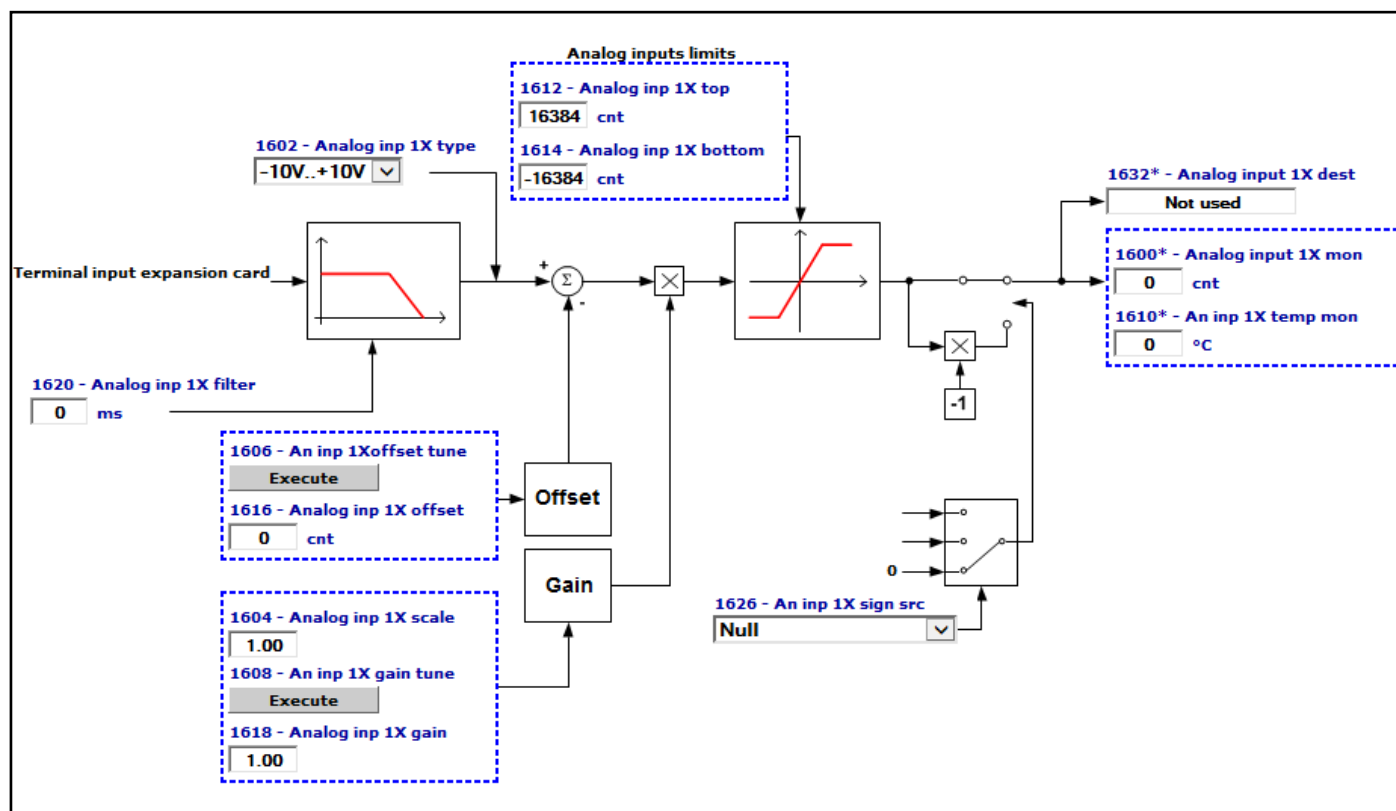 Analog inputs limits
1612 - Analog inp 1X top
16384 cnt
1614 - Analog inp 1X bottom
-16384 cnt
1602 - Analog inp 1X type
-10V..+10V
1632* - Analog input 1X dest
Not used
Terminal input expansion card
+
Σ
-
1600* - Analog input 1X mon
0 cnt
1610* - An inp 1X temp mon
0 °C
-1
1620 - Analog inp 1X filter
0 ms
1606 - An inp 1Xoffset tune
Execute
1616 - Analog inp 1X offset
0 cnt
Offset
Gain
0
1604 - Analog inp 1X scale
1.00
1608 - An inp 1X gain tune
Execute
1618 - Analog inp 1X gain
1.00
1626 - An inp 1X sign src
Null